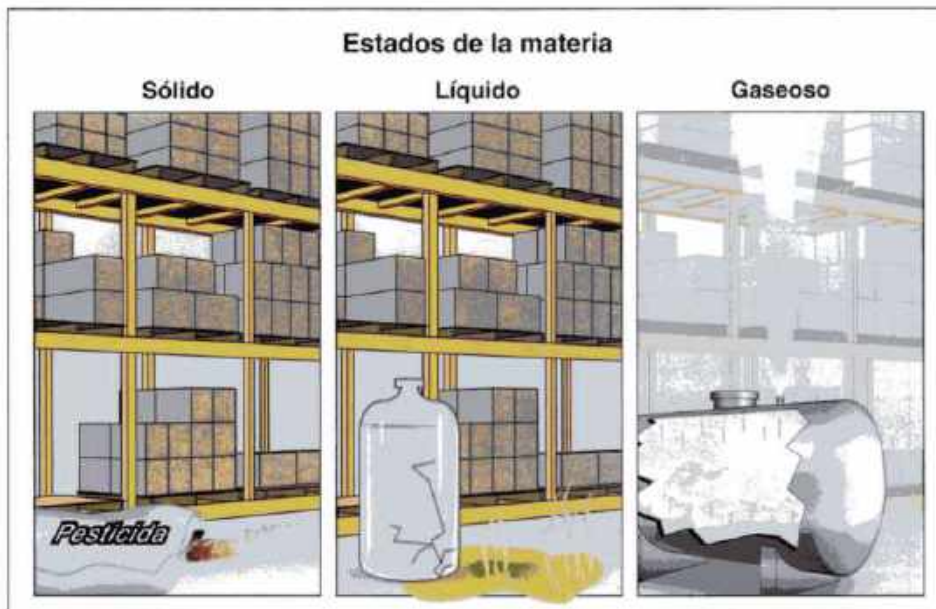 Estados de la materia
Sólido
Líquido
Gaseoso
Pesticida